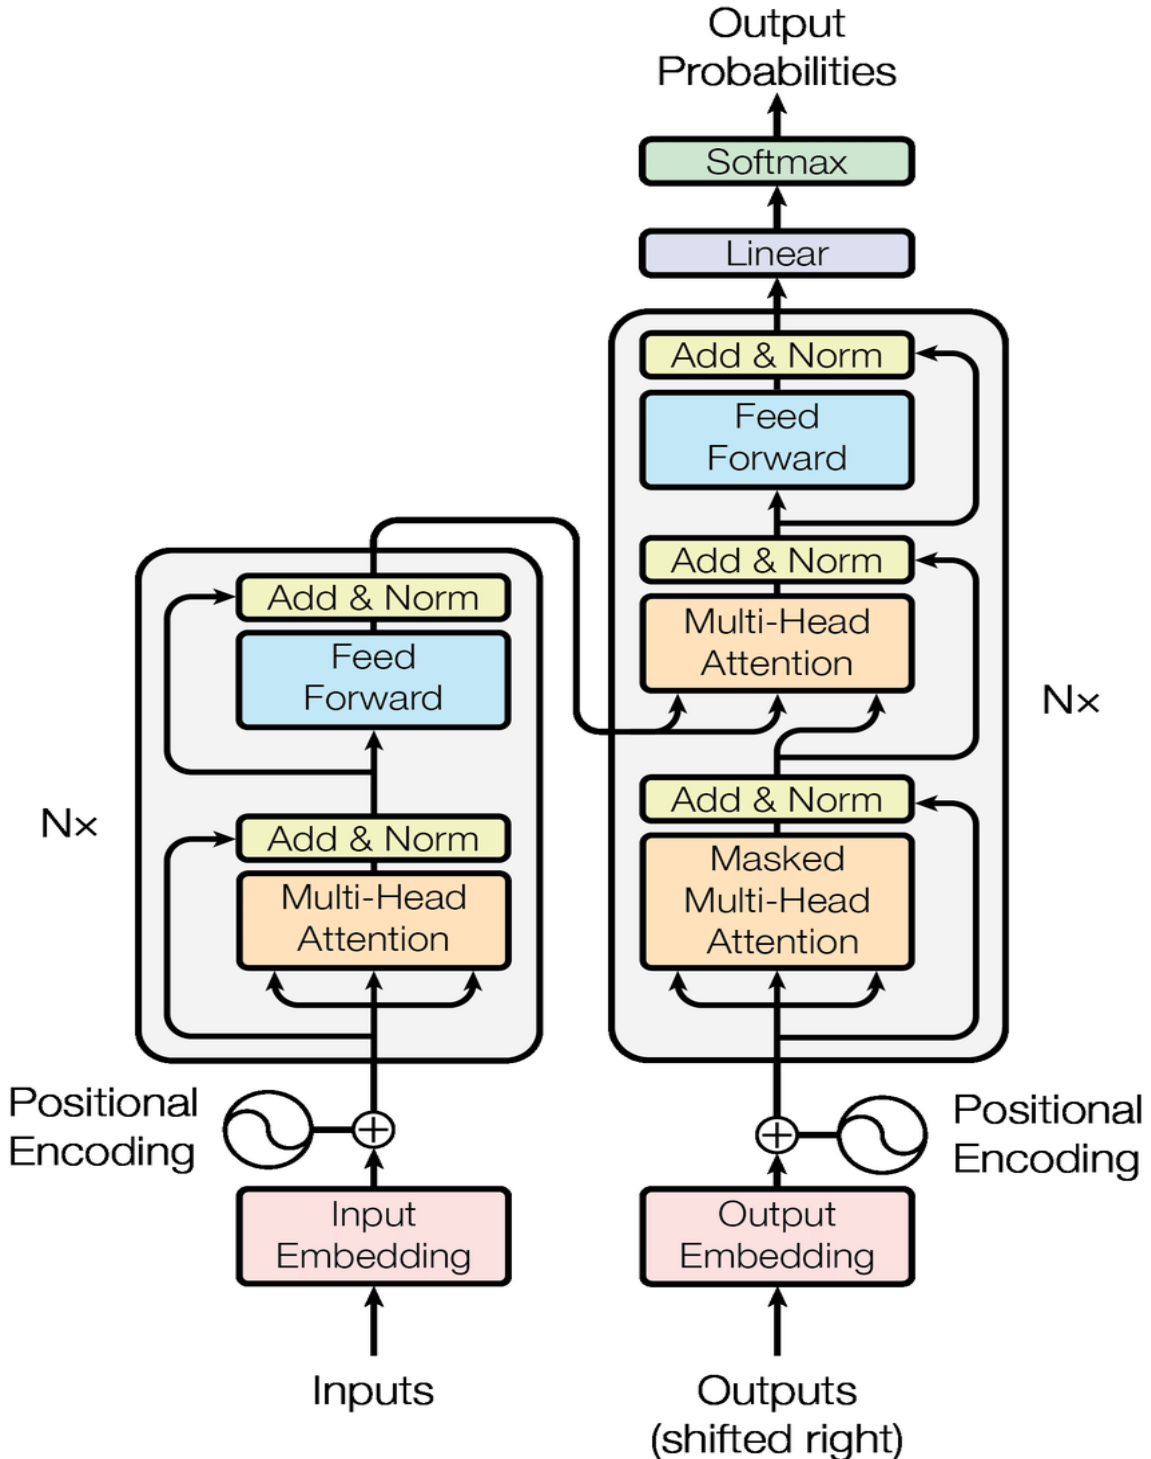 Output
Probabilities
Softmax
Linear
Add & Norm
Feed
Forward
Add & Norm
Multi-Head
Attention
Nx
Add & Norm
Masked
Multi-Head
Attention
Add & Norm
Feed
Forward
Nx
Add & Norm
Multi-Head
Attention
Positional
Encoding
Positional
Encoding
Input
Embedding
Output
Embedding
Inputs
Outputs
(shifted right)